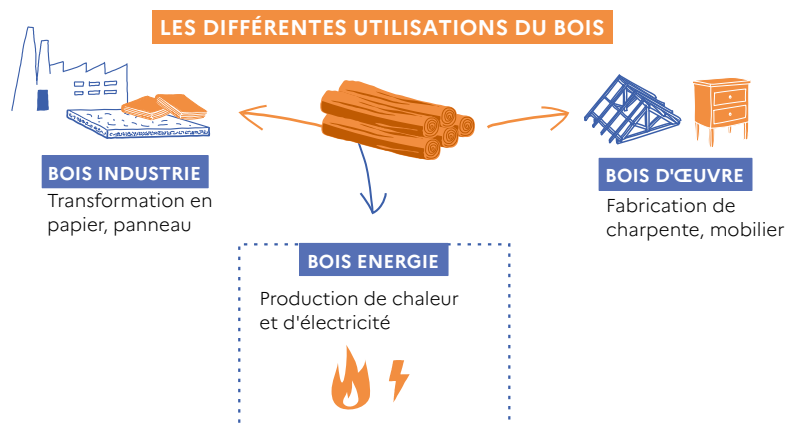 LES DIFFÉRENTES UTILISATIONS DU BOIS
BOIS INDUSTRIE
Transformation en
papier, panneau
BOIS D'ŒUVRE
Fabrication de
charpente, mobilier
BOIS ENERGIE
Production de chaleur
et d'électricité